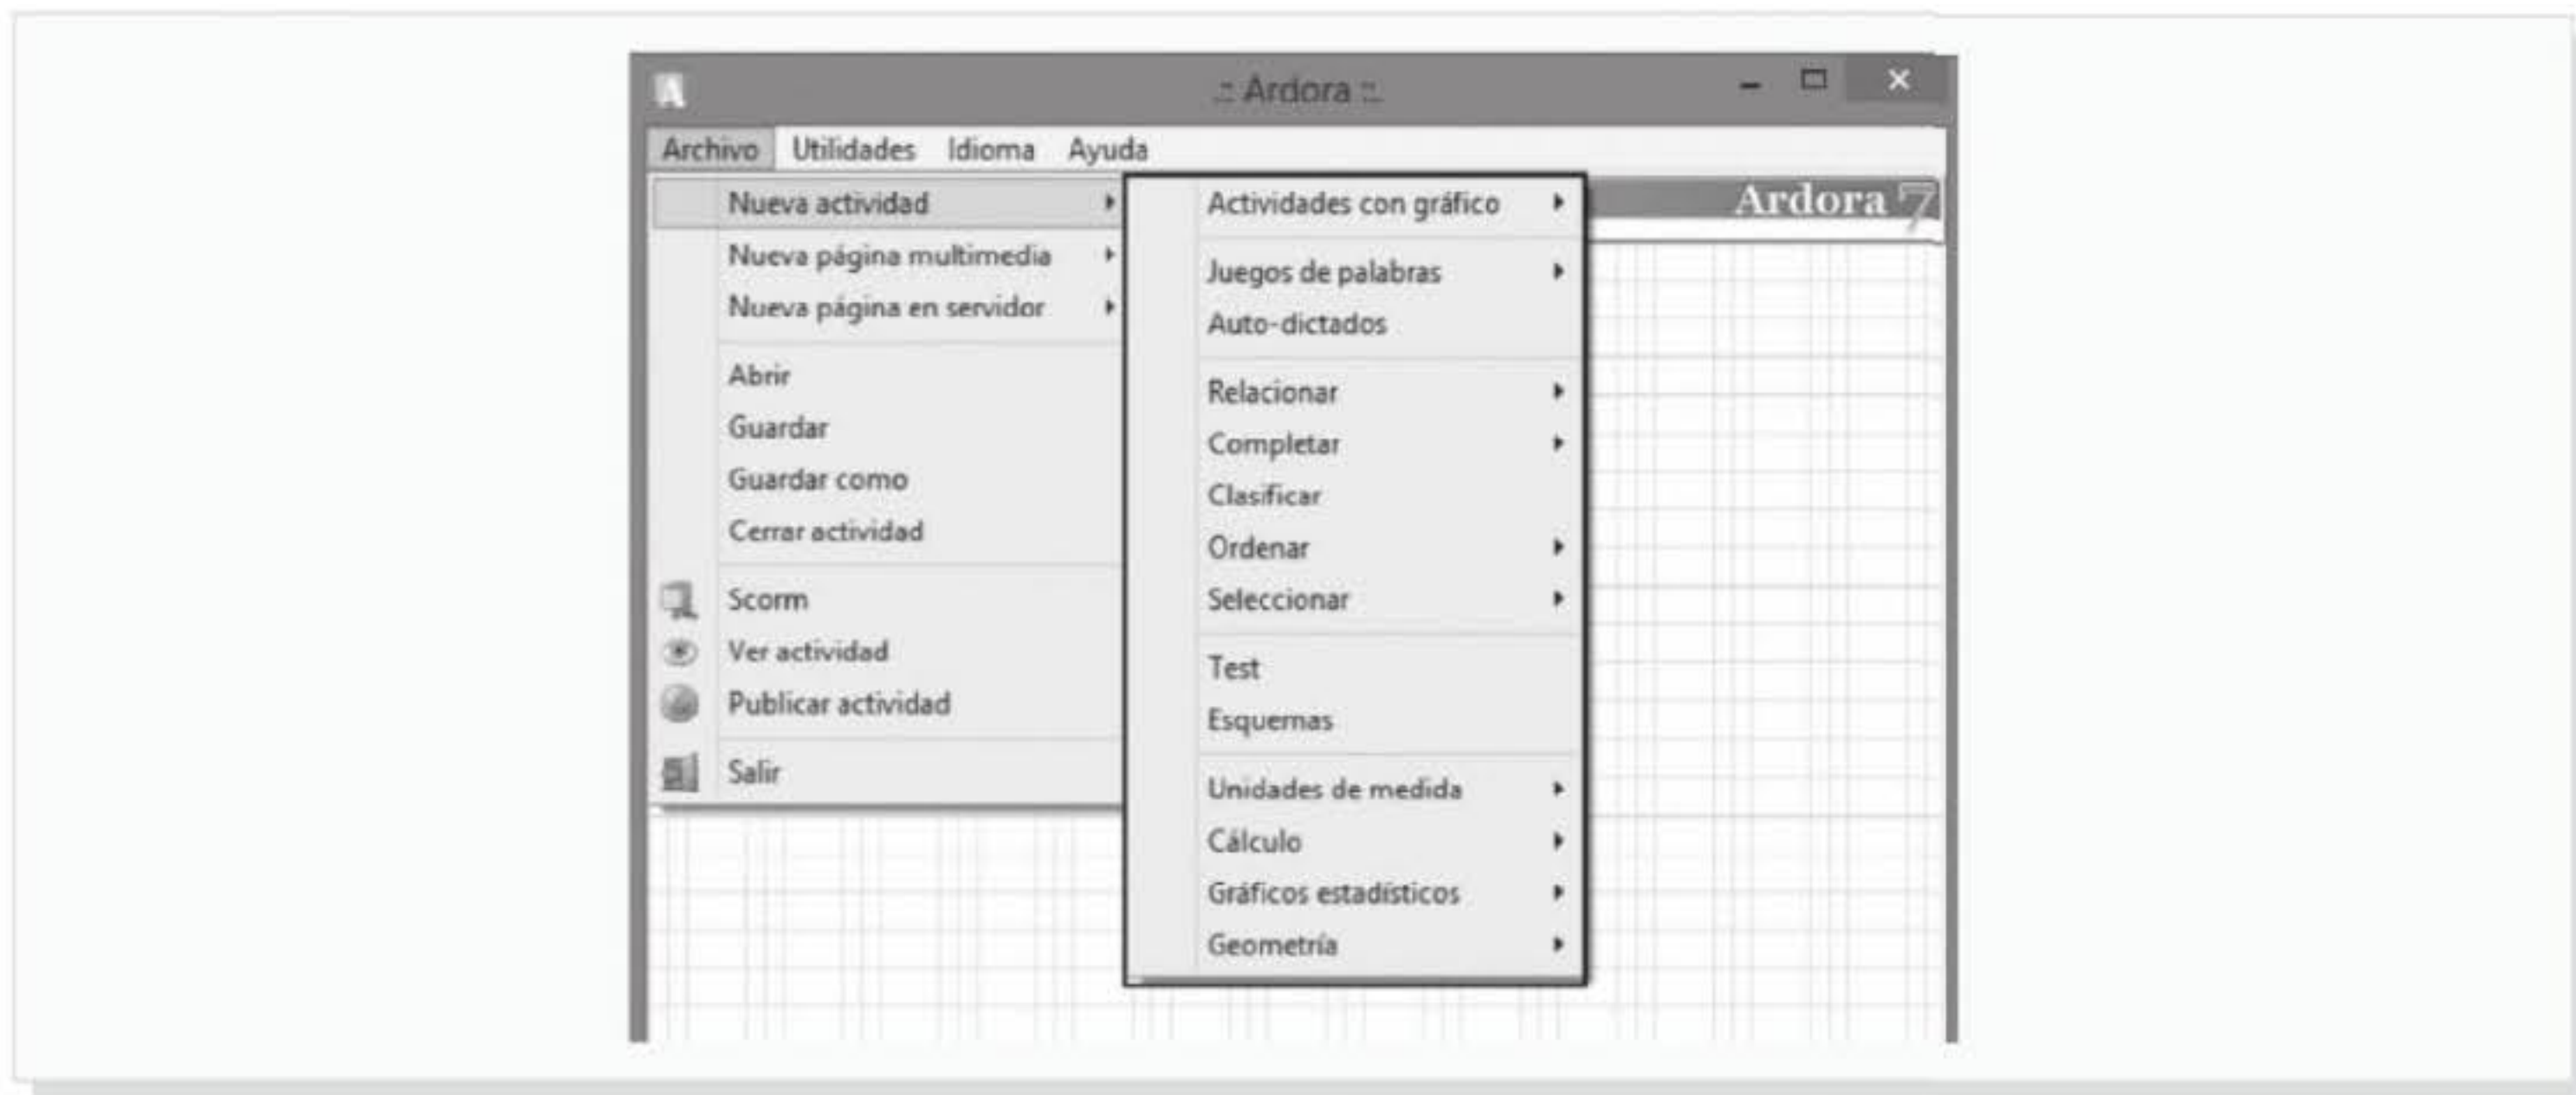 .:: Ardora ::.
Archivo Utilidades Idioma Ayuda
Ardora 7
Nueva actividad
Nueva página multimedia
Nueva página en servidor
Abrir
Guardar
Guardar como
Cerrar actividad
Scorm
Ver actividad
Publicar actividad
Salir
Actividades con gráfico
Juegos de palabras
Auto-dictados
Relacionar
Completar
Clasificar
Ordenar
Seleccionar
Test
Esquemas
Unidades de medida
Cálculo
Gráficos estadísticos
Geometría